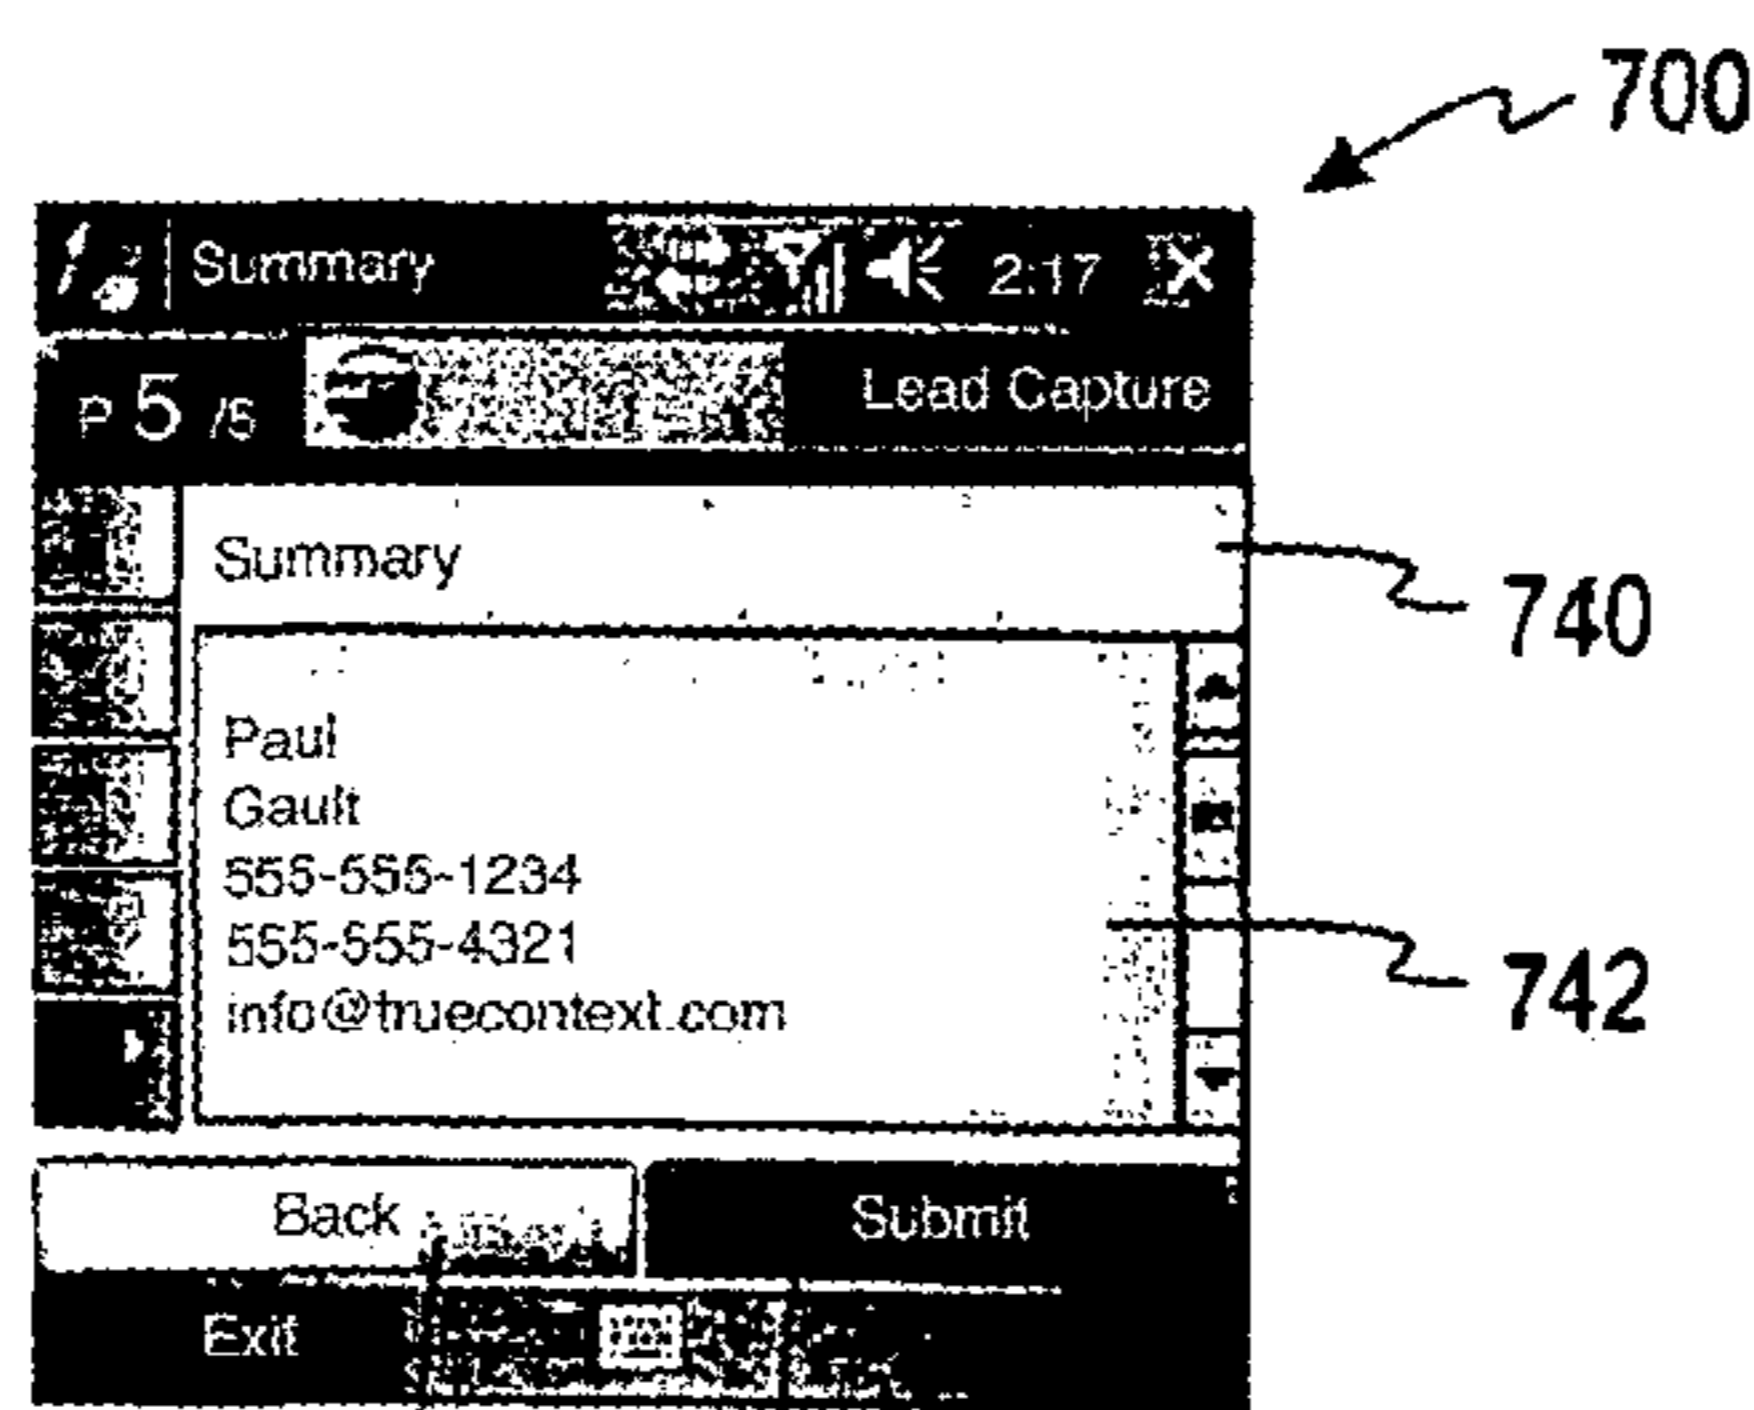 700
Summary 2:17 X
P 5 /5 Lead Capture
Summary
740
Paul
Gault
555-555-1234
555-555-4321
742
info@truecontext.com
Back Submit
Exit